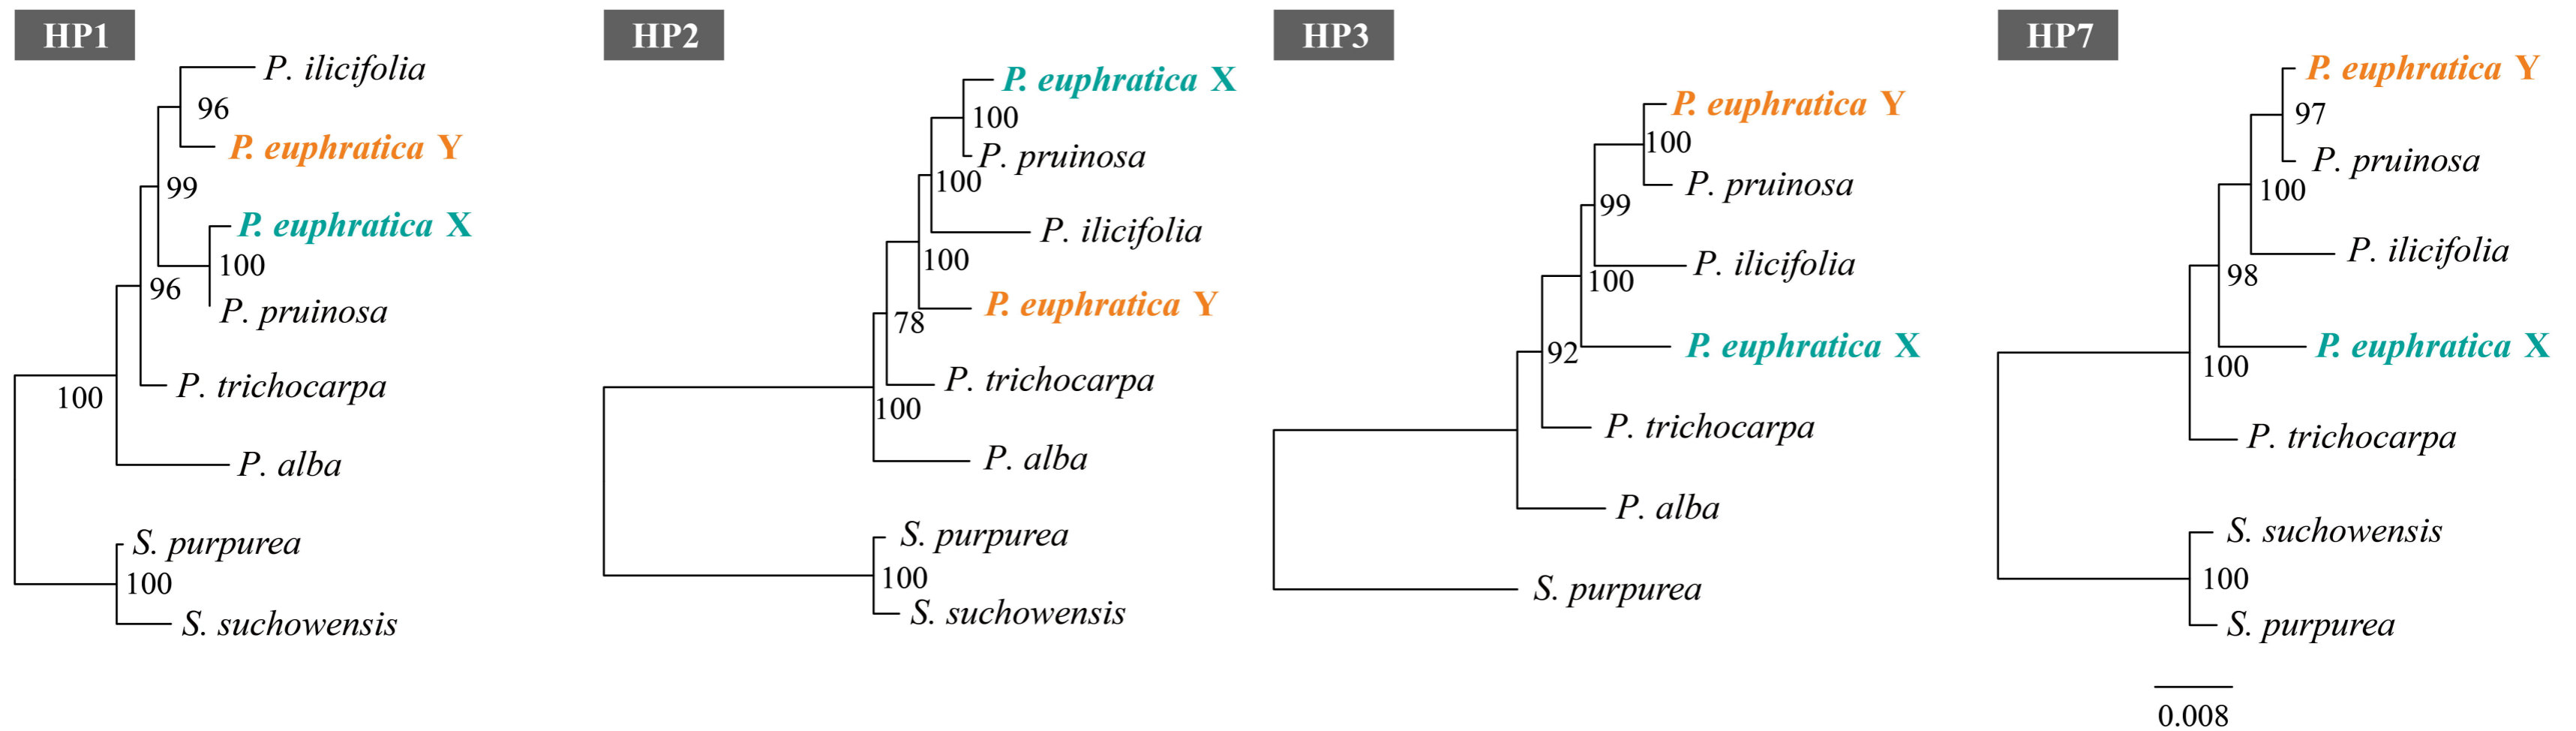 HP1
P. ilicifolia
96
P. euphratica Y
99
P. euphratica X
100
96
P. pruinosa
P. trichocarpa
100
P. alba
S. purpurea
100
S. suchowensis
HP2
P. euphratica X
100
P. pruinosa
100
P. ilicifolia
100
P. euphratica Y
78
P. trichocarpa
100
P. alba
S. purpurea
100
S. suchowensis
HP3
P. euphratica Y
100
P. pruinosa
99
P. ilicifolia
100
P. euphratica X
92
P. trichocarpa
P. alba
S. purpurea
HP7
P. euphratica Y
97
P. pruinosa
100
P. ilicifolia
98
P. euphratica X
100
P. trichocarpa
S. suchowensis
100
S. purpurea
0.008